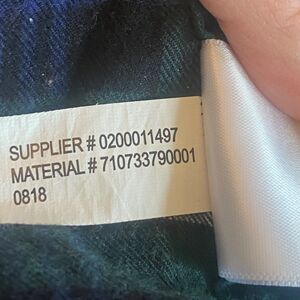 SUPPLIER # 0200011497
MATERIAL # 710733790001
0818